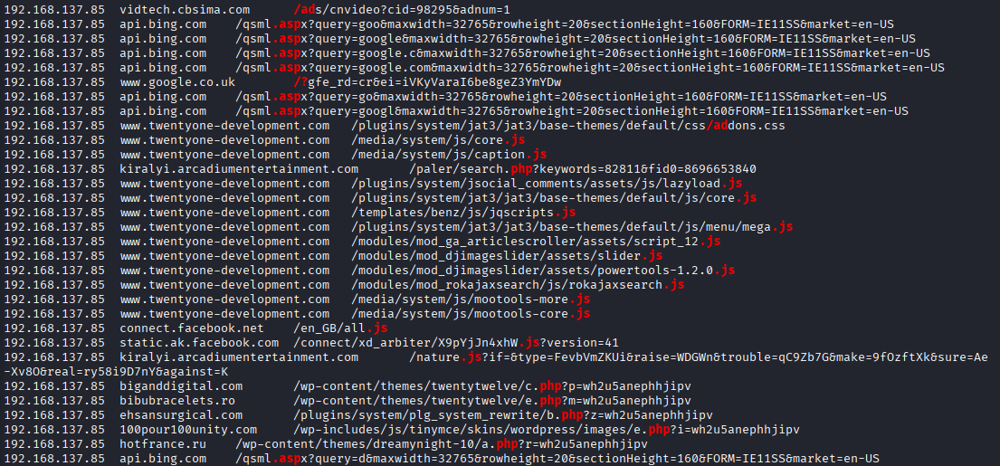 192.168.137.85  vidtech.cbsima.com      /ads/cnvideo?cid=98295&adnum=1
192.168.137.85  api.bing.com    /qsml.aspx?query=goo&maxwidth=32765&rowheight=20&sectionHeight=160&FORM=IE11SS&market=en-US
192.168.137.85  api.bing.com    /qsml.aspx?query=google&maxwidth=32765&rowheight=20&sectionHeight=160&FORM=IE11SS&market=en-US
192.168.137.85  api.bing.com    /qsml.aspx?query=google.c&maxwidth=32765&rowheight=20&sectionHeight=160&FORM=IE11SS&market=en-US
192.168.137.85  api.bing.com    /qsml.aspx?query=google.com&maxwidth=32765&rowheight=20&sectionHeight=160&FORM=IE11SS&market=en-US
192.168.137.85  www.google.co.uk        /?gfe_rd=cr&ei=iVKyVaraI6be8geZ3YmYDw
192.168.137.85  api.bing.com    /qsml.aspx?query=go&maxwidth=32765&rowheight=20&sectionHeight=160&FORM=IE11SS&market=en-US
192.168.137.85  api.bing.com    /qsml.aspx?query=googl&maxwidth=32765&rowheight=20&sectionHeight=160&FORM=IE11SS&market=en-US
192.168.137.85  www.twentyone-development.com   /plugins/system/jat3/jat3/base-themes/default/css/addons.css
192.168.137.85  www.twentyone-development.com   /media/system/js/core.js
192.168.137.85  www.twentyone-development.com   /media/system/js/caption.js
192.168.137.85  kiralyi.arcadiumentertainment.com       /paler/search.php?keywords=82811&fid0=8696653840
192.168.137.85  www.twentyone-development.com   /plugins/system/jsocial_comments/assets/js/lazyload.js
192.168.137.85  www.twentyone-development.com   /plugins/system/jat3/jat3/base-themes/default/js/core.js
192.168.137.85  www.twentyone-development.com   /templates/benz/js/jqscripts.js
192.168.137.85  www.twentyone-development.com   /plugins/system/jat3/jat3/base-themes/default/js/menu/mega.js
192.168.137.85  www.twentyone-development.com   /modules/mod_ga_articlescroller/assets/script_12.js
192.168.137.85  www.twentyone-development.com   /modules/mod_djimageslider/assets/slider.js
192.168.137.85  www.twentyone-development.com   /modules/mod_djimageslider/assets/powertools-1.2.0.js
192.168.137.85  www.twentyone-development.com   /modules/mod_rokajaxsearch/js/rokajaxsearch.js
192.168.137.85  www.twentyone-development.com   /media/system/js/mootools-more.js
192.168.137.85  www.twentyone-development.com   /media/system/js/mootools-core.js
192.168.137.85  connect.facebook.net    /en_GB/all.js
192.168.137.85  static.ak.facebook.com  /connect/xd_arbiter/X9pYjJn4xhW.js?version=41
192.168.137.85  kiralyi.arcadiumentertainment.com       /nature.js?if=&type=FevbVmZKUi&raise=WDGWn&trouble=qC9Zb7G&make=9fOzftXk&sure=Ae
-Xv8O&real=ry58i9D7nY&against=K
192.168.137.85  biganddigital.com       /wp-content/themes/twentytwelve/c.php?p=wh2u5anephhjipv
192.168.137.85  bibubracelets.ro        /wp-content/themes/twentytwelve/e.php?m=wh2u5anephhjipv
192.168.137.85  ehsansurgical.com       /plugins/system/plg_system_rewrite/b.php?z=wh2u5anephhjipv
192.168.137.85  100pour100unity.com     /wp-includes/js/tinymce/skins/wordpress/images/e.php?i=wh2u5anephhjipv
192.168.137.85  hotfrance.ru    /wp-content/themes/dreamynight-10/a.php?r=wh2u5anephhjipv
192.168.137.85  api.bing.com    /qsml.aspx?query=d&maxwidth=32765&rowheight=20&sectionHeight=160&FORM=IE11SS&market=en-US